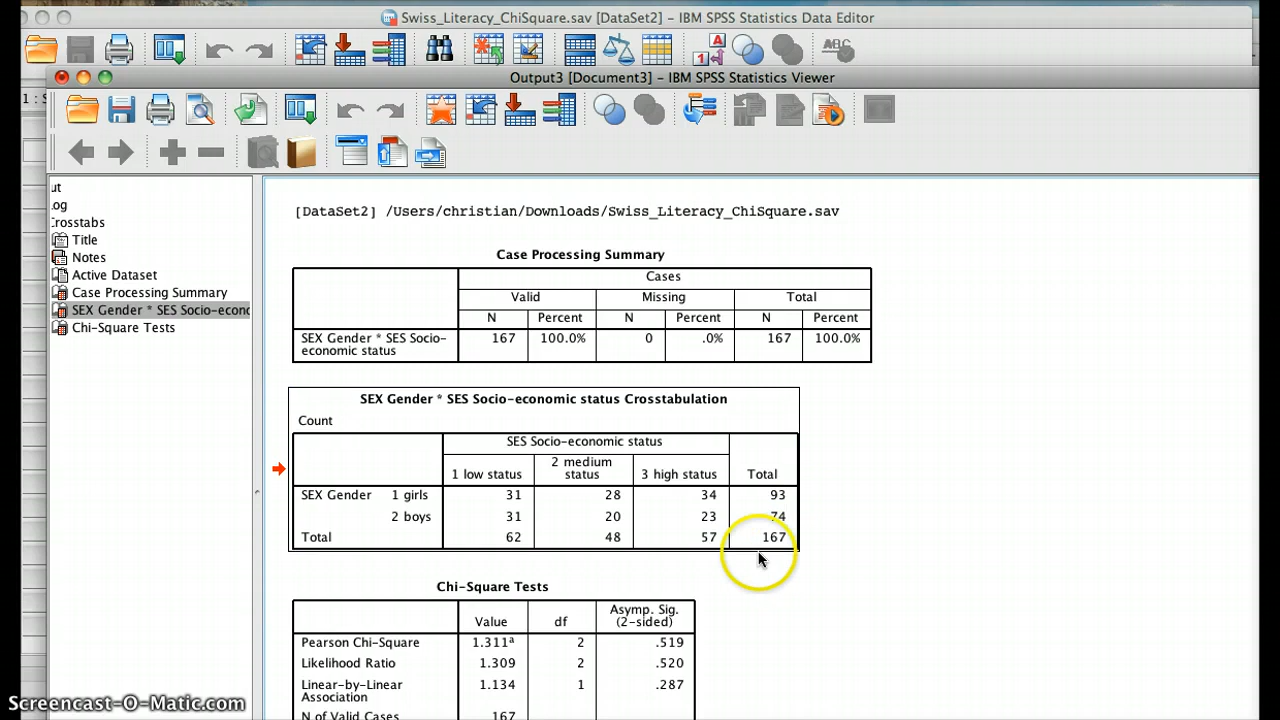 Swiss_Literacy_ChiSquare.sav [DataSet2] – IBM SPSS Statistics Data Editor
A
1
ABC
Output3 [Document3] – IBM SPSS Statistics Viewer
1 : S
ut
og
Crosstabs
Title
Notes
Active Dataset
Case Processing Summary
SEX Gender * SES Socio-econo
Chi-Square Tests
[DataSet2] /Users/christian/Downloads/Swiss_Literacy_ChiSquare.sav
Case Processing Summary
Cases
Valid Missing Total
N Percent N Percent N Percent
SEX Gender * SES Socio- 167 100.0% 0 .0% 167 100.0%
economic status
SEX Gender * SES Socio-economic status Crosstabulation
Count
SES Socio-economic status
1 low status 2 medium status 3 high status Total
SEX Gender 1 girls 31 28 34 93
2 boys 31 20 23 74
Total 62 48 57 167
Chi-Square Tests
Value df Asymp. Sig. (2-sided)
Pearson Chi-Square 1.311ᵃ 2 .519
Likelihood Ratio 1.309 2 .520
Linear-by-Linear 1.134 1 .287
Association
N of Valid Cases 167
Screencast-O-Matic.com